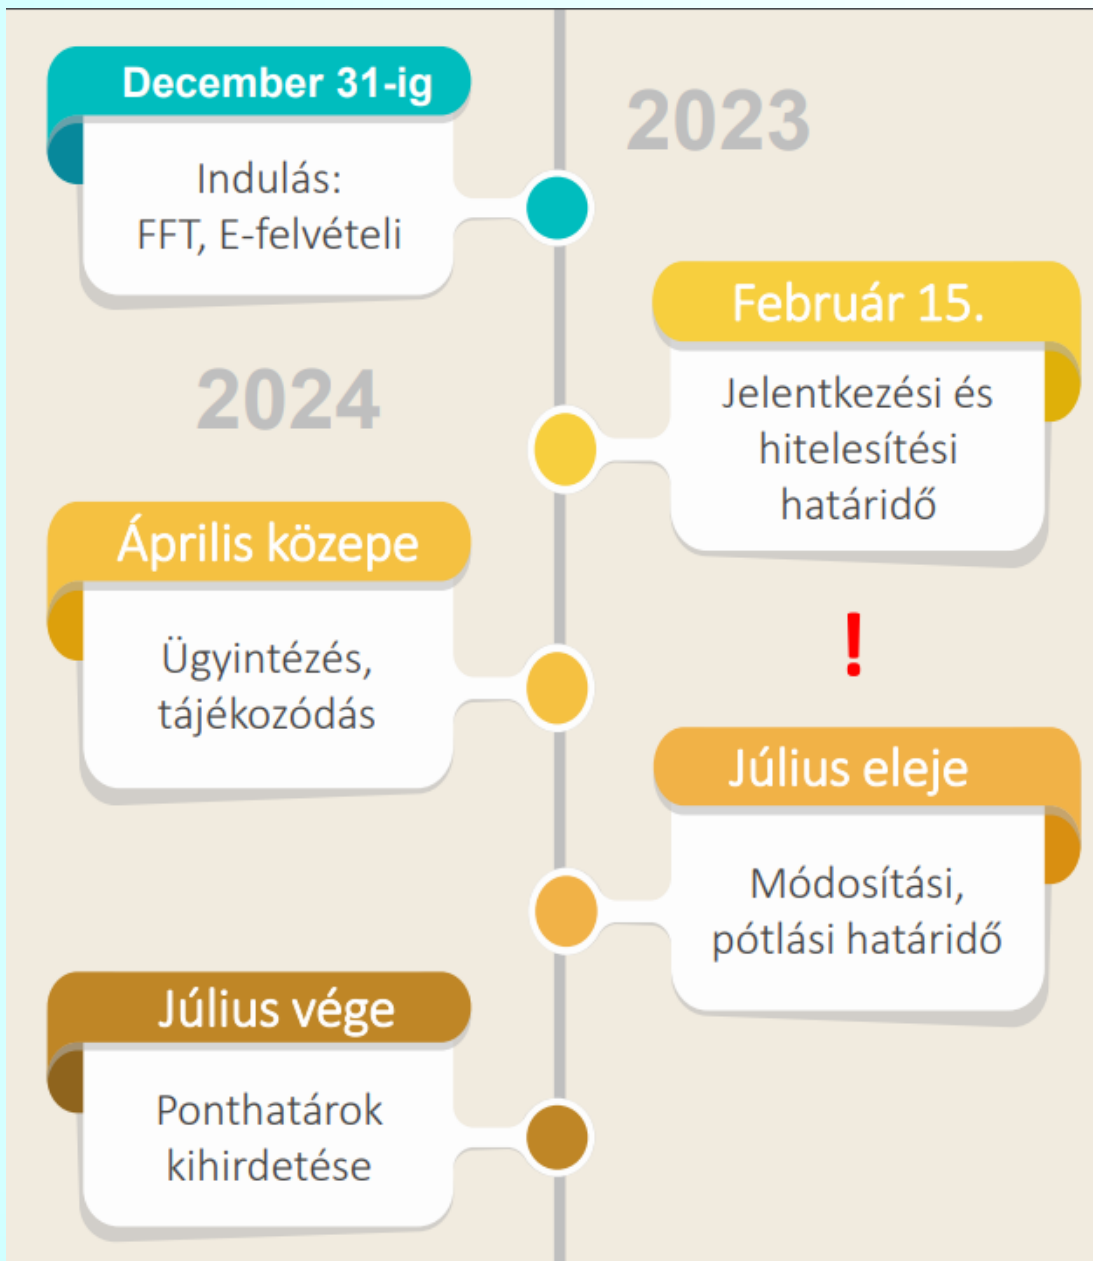 December 31-ig
Indulás:
FFT, E-felvételi
2023
Február 15.
Jelentkezési és
hitelesítési
határidő
2024
Április közepe
Ügyintézés,
tájékozódás
!
Július eleje
Módosítási,
pótlási határidő
Július vége
Ponthatárok
kihirdetése